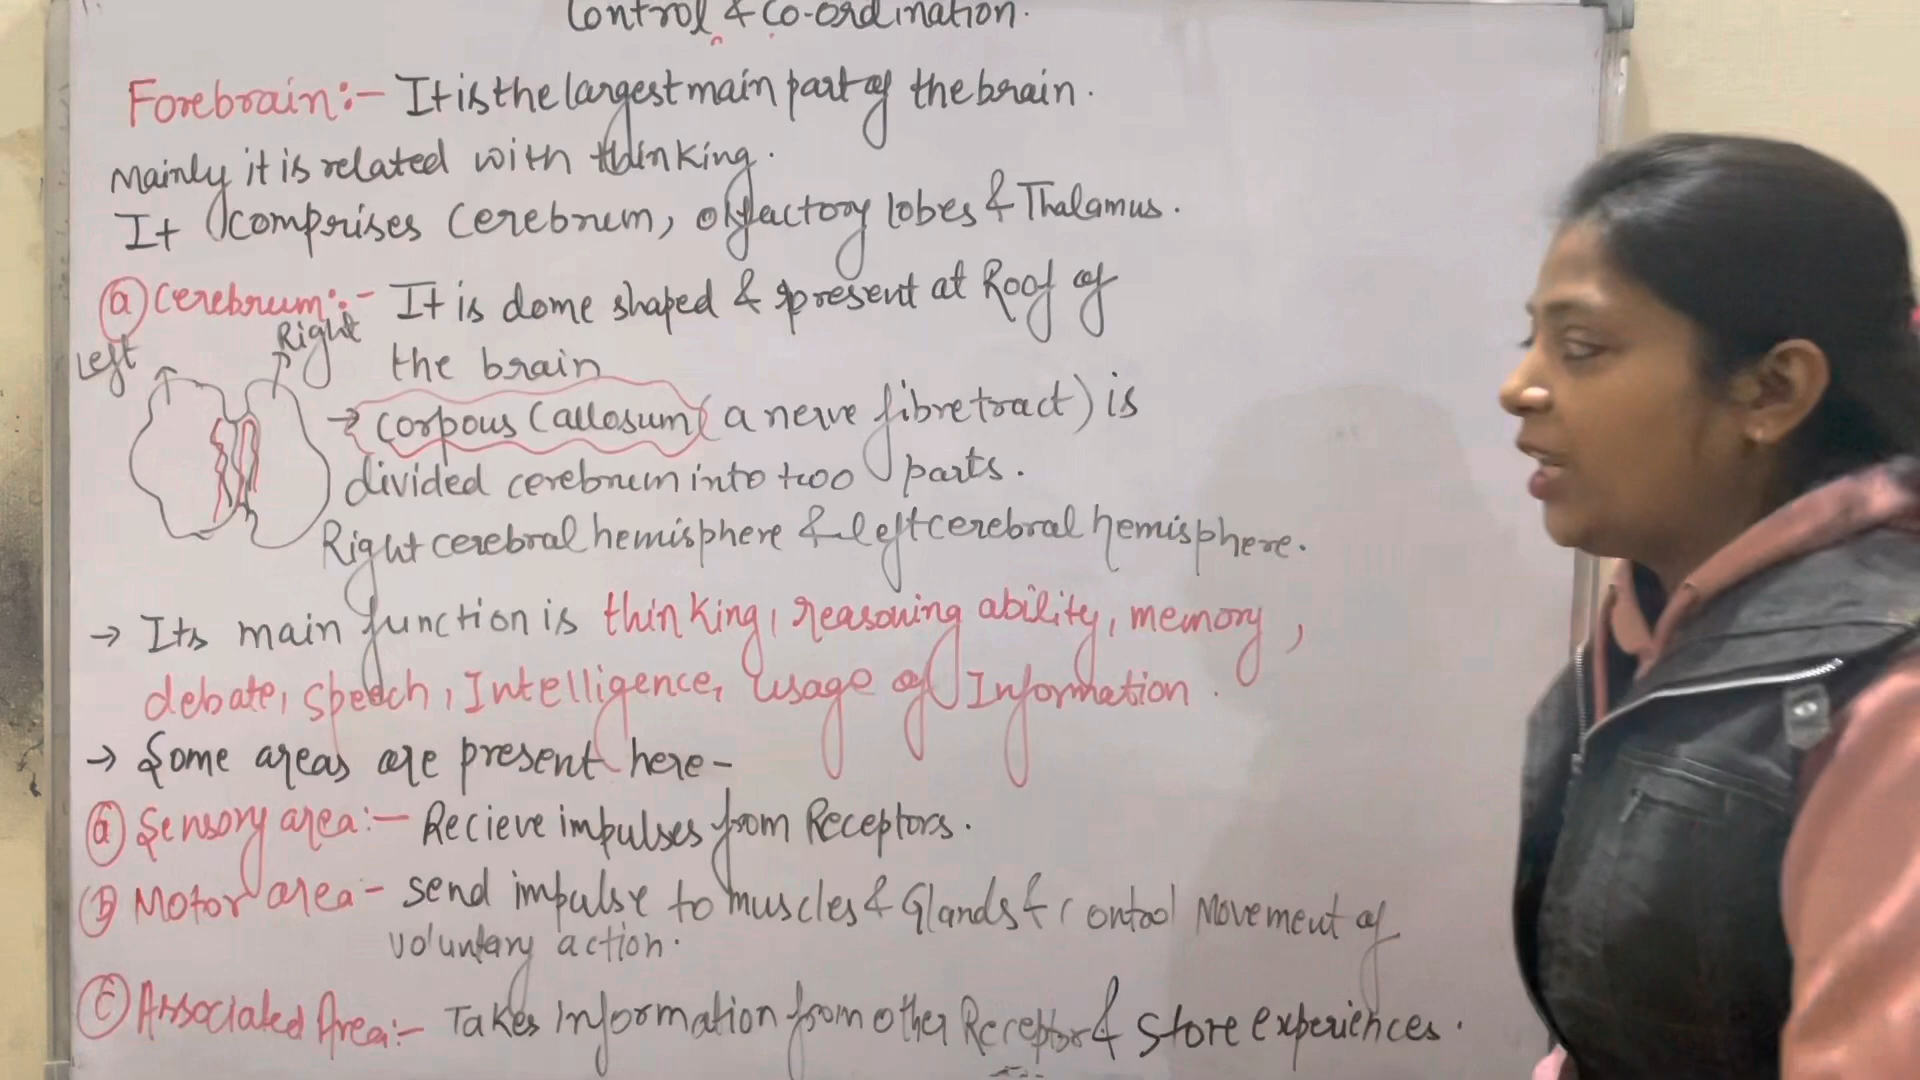 Control & Co-ordination.
Forebrain:- It is the largest main part of the brain.
Mainly it is related with thinking.
It comprises Cerebrum, olfactory lobes & Thalamus.
(a) Cerebrum:- It is dome shaped & present at Roof of
Left Right
the brain
→ Corpous Callosum (a nerve fibre tract) is
divided cerebrum into two parts.
Right cerebral hemisphere & left cerebral hemisphere.
→ Its main function is thinking, reasoning ability, memory,
debate, speech, Intelligence, Usage of Information.
→ Some areas are present here-
(a) Sensory area:- Recieve impulses from Receptors.
(b) Motor area- send impulse to muscles & Glands & Control Movement of
voluntary action.
(c) Associated Area:- Takes Information from other Receptor & Store experiences.